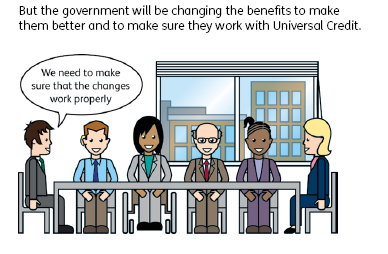 But the government will be changing the benefits to make
them better and to make sure they work with Universal Credit.
We need to make
sure that the changes
work properly